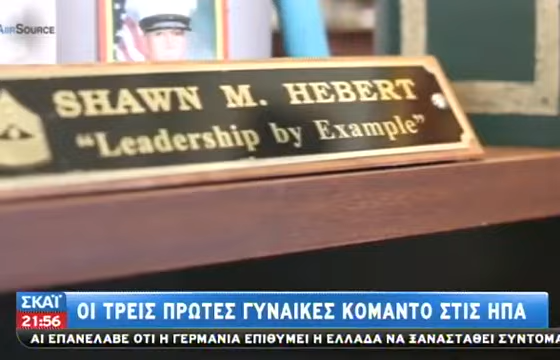 AIRSOURCE
SHAWN M. HEBERT
"Leadership by Example"
ΣΚΑΪ
21:56
ΟΙ ΤΡΕΙΣ ΠΡΩΤΕΣ ΓΥΝΑΙΚΕΣ ΚΟΜΑΝΤΟ ΣΤΙΣ ΗΠΑ
ΑΙ ΕΠΑΝΕΛΑΒΕ ΟΤΙ Η ΓΕΡΜΑΝΙΑ ΕΠΙΘΥΜΕΙ Η ΕΛΛΑΔΑ ΝΑ ΞΑΝΑΣΤΑΘΕΙ ΣΥΝΤΟΜ